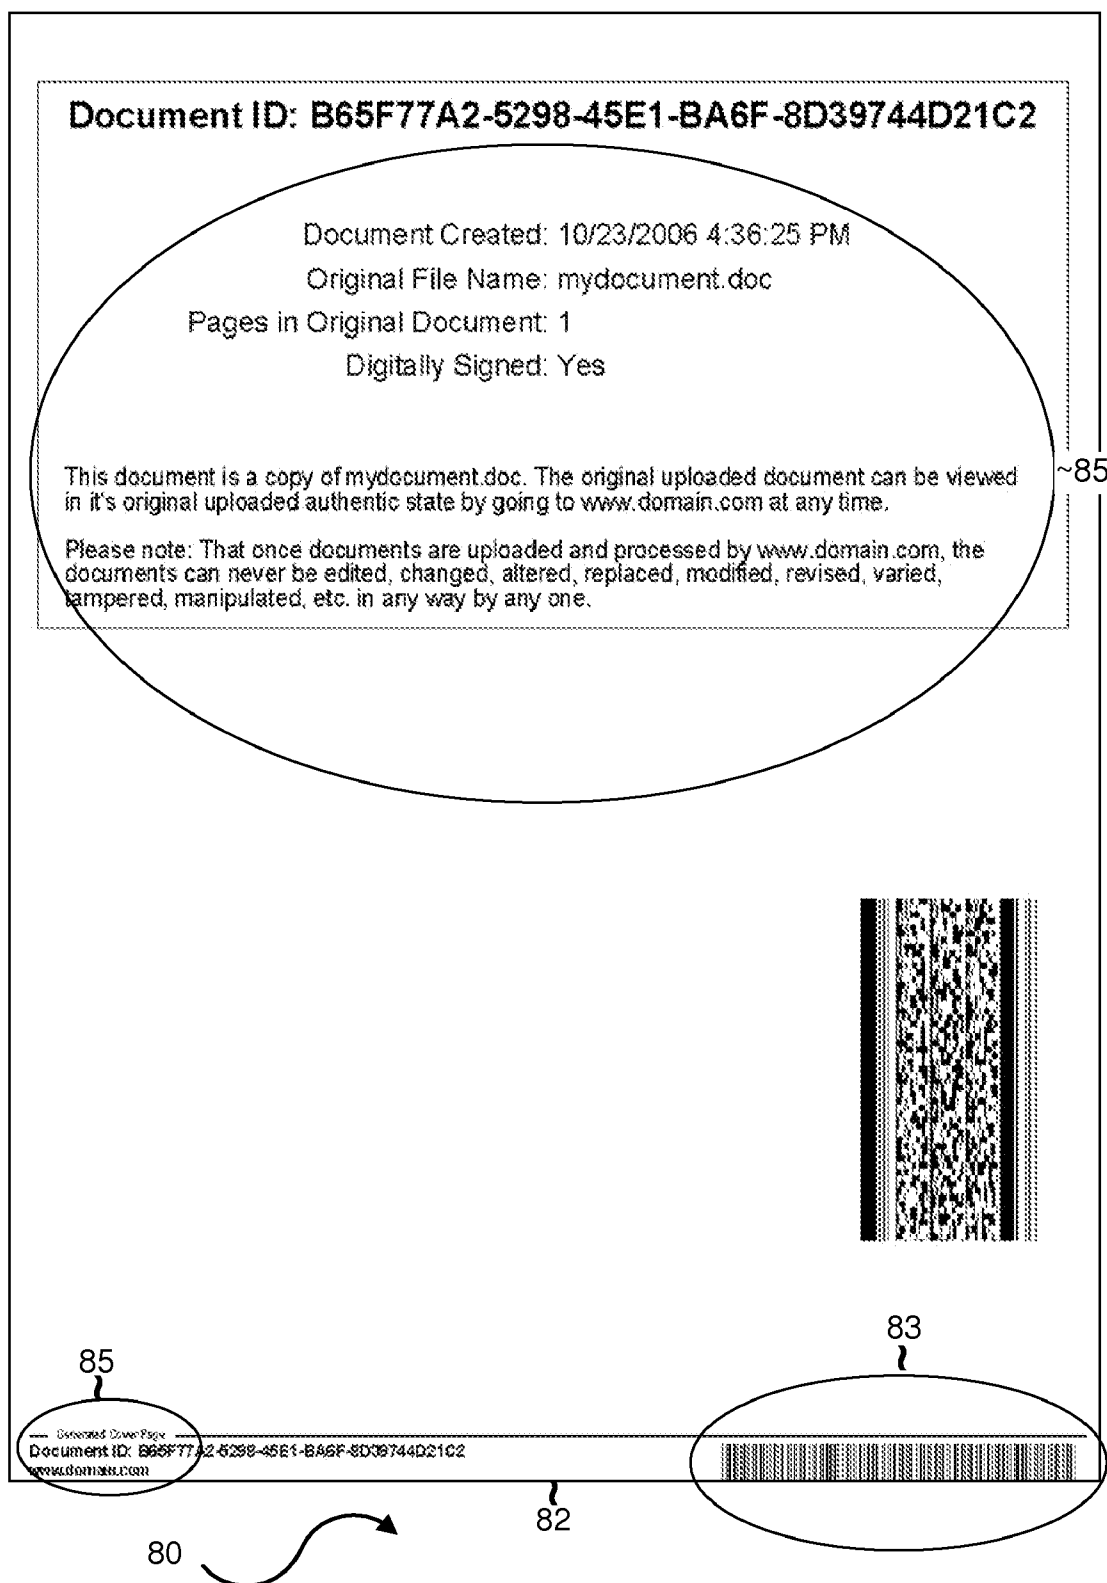 Document ID: B65F77A2-5298-45E1-BA6F-8D39744D21C2
Document Created: 10/23/2006 4:36:25 PM
Original File Name: mydocument.doc
Pages in Original Document: 1
Digitally Signed: Yes
This document is a copy of mydocument.doc. The original uploaded document can be viewed
in it's original uploaded authentic state by going to www.domain.com at any time.
~85
Please note: That once documents are uploaded and processed by www.domain.com, the
documents can never be edited, changed, altered, replaced, modified, revised, varied,
tampered, manipulated, etc. in any way by any one.
83
85
Generated Cover Page
Document ID: B65F77A2-5298-45E1-BA6F-8D39744D21C2
www.domain.com
82
80